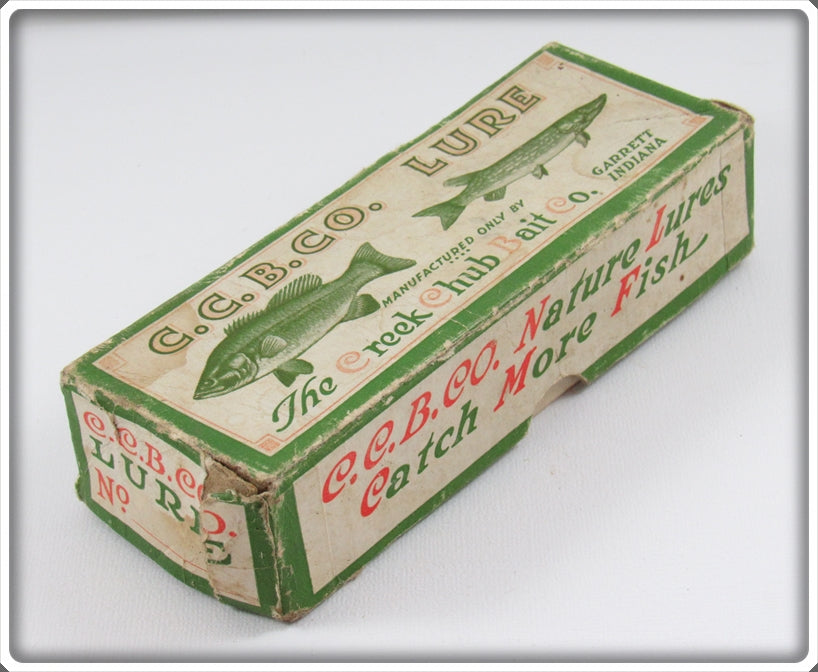 C.C.B.CO. LURE
MANUFACTURED ONLY BY
The Creek Chub Bait Co.
GARRETT
INDIANA
C.C.B.CO. Nature Lures
Catch More Fish
C.C.B.CO.
LURE
No